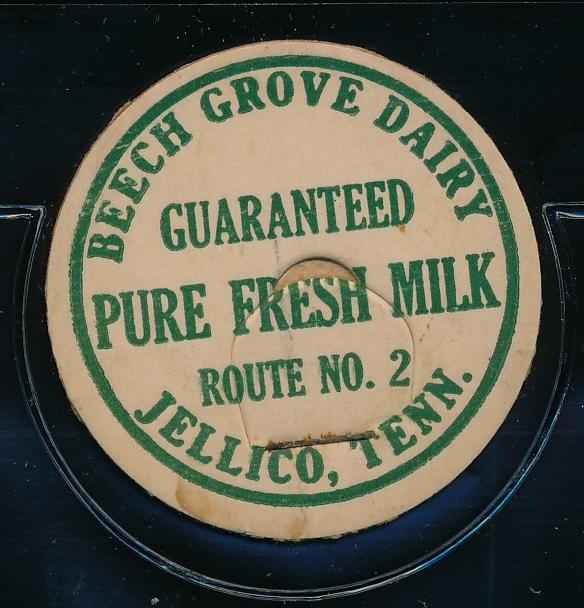 BEECH GROVE DAIRY
GUARANTEED
PURE FRESH MILK
ROUTE NO. 2
JELLICO, TENN.